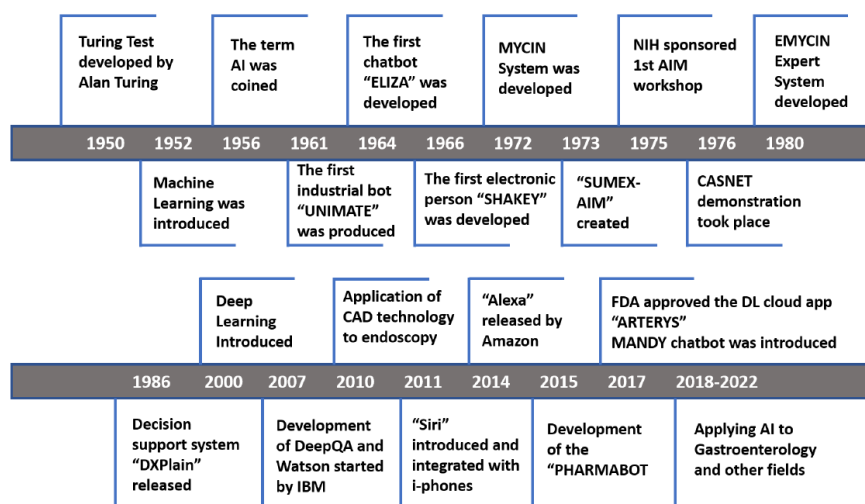 Turing Test
developed by
Alan Turing
The term
AI was
coined
The first
chatbot
“ELIZA” was
developed
MYCIN
System was
developed
NIH sponsored
1st AIM
workshop
EMYCIN
Expert
System
developed
1950 1952 1956 1961 1964 1966 1972 1973 1975 1976 1980
Machine
Learning was
introduced
The first
industrial bot
“UNIMATE”
was produced
The first electronic
person “SHAKEY”
was developed
“SUMEX-
AIM”
created
CASNET
demonstration
took place
Deep
Learning
Introduced
Application of
CAD technology
to endoscopy
“Alexa”
released by
Amazon
FDA approved the DL cloud app
“ARTERYS”
MANDY chatbot was introduced
1986 2000 2007 2010 2011 2014 2015 2017 2018-2022
Decision
support system
“DXPlain”
released
Development
of DeepQA and
Watson started
by IBM
“Siri”
introduced and
integrated with
i-phones
Development
of the
“PHARMABOT
Applying AI to
Gastroenterology
and other fields